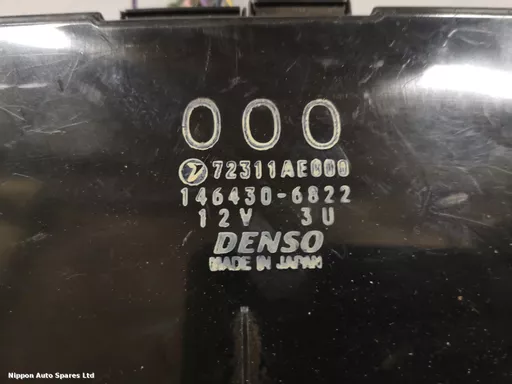 000
72311AE000
146430-6822
12V 3U
DENSO
MADE IN JAPAN
Nippon Auto Spares Ltd